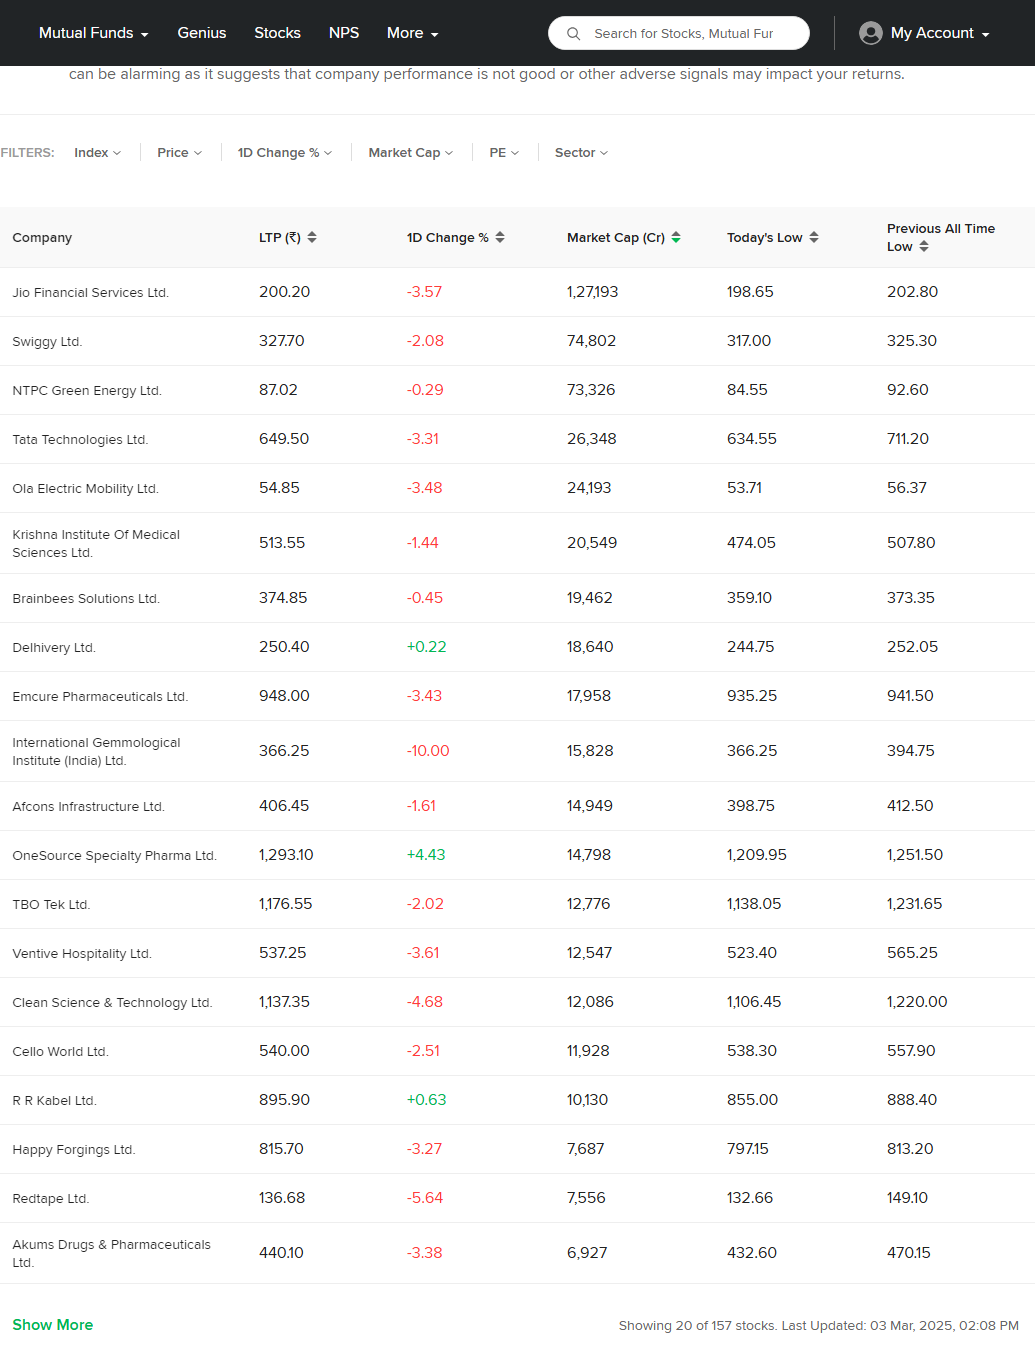 Mutual Funds Genius Stocks NPS More Search for Stocks, Mutual Fur My Account
can be alarming as it suggests that company performance is not good or other adverse signals may impact your returns.
FILTERS: Index Price 1D Change % Market Cap PE Sector
Company LTP (₹) 1D Change % Market Cap (Cr) Today's Low Previous All Time
Low
Jio Financial Services Ltd. 200.20 -3.57 1,27,193 198.65 202.80
Swiggy Ltd. 327.70 -2.08 74,802 317.00 325.30
NTPC Green Energy Ltd. 87.02 -0.29 73,326 84.55 92.60
Tata Technologies Ltd. 649.50 -3.31 26,348 634.55 711.20
Ola Electric Mobility Ltd. 54.85 -3.48 24,193 53.71 56.37
Krishna Institute Of Medical
Sciences Ltd. 513.55 -1.44 20,549 474.05 507.80
Brainbees Solutions Ltd. 374.85 -0.45 19,462 359.10 373.35
Delhivery Ltd. 250.40 +0.22 18,640 244.75 252.05
Emcure Pharmaceuticals Ltd. 948.00 -3.43 17,958 935.25 941.50
International Gemmological
Institute (India) Ltd. 366.25 -10.00 15,828 366.25 394.75
Afcons Infrastructure Ltd. 406.45 -1.61 14,949 398.75 412.50
OneSource Specialty Pharma Ltd. 1,293.10 +4.43 14,798 1,209.95 1,251.50
TBO Tek Ltd. 1,176.55 -2.02 12,776 1,138.05 1,231.65
Ventive Hospitality Ltd. 537.25 -3.61 12,547 523.40 565.25
Clean Science & Technology Ltd. 1,137.35 -4.68 12,086 1,106.45 1,220.00
Cello World Ltd. 540.00 -2.51 11,928 538.30 557.90
R R Kabel Ltd. 895.90 +0.63 10,130 855.00 888.40
Happy Forgings Ltd. 815.70 -3.27 7,687 797.15 813.20
Redtape Ltd. 136.68 -5.64 7,556 132.66 149.10
Akums Drugs & Pharmaceuticals
Ltd. 440.10 -3.38 6,927 432.60 470.15
Show More Showing 20 of 157 stocks. Last Updated: 03 Mar, 2025, 02:08 PM